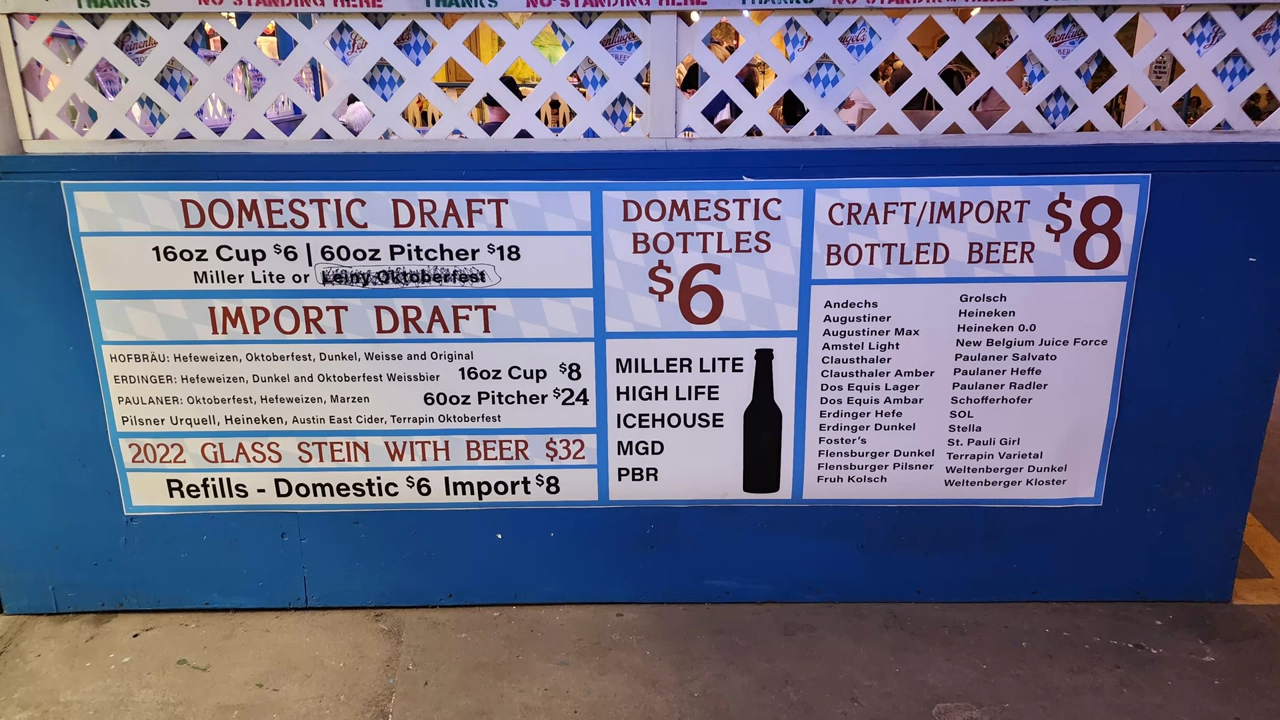 THANKS NO STANDING HERE THANKS NO STANDING HERE THANKS NO STANDING HERE
DOMESTIC DRAFT
16oz Cup $6 | 60oz Pitcher $18
Miller Lite or Leiny Oktoberfest
IMPORT DRAFT
HOFBRÄU: Hefeweizen, Oktoberfest, Dunkel, Weisse and Original
ERDINGER: Hefeweizen, Dunkel and Oktoberfest Weissbier
16oz Cup $8
PAULANER: Oktoberfest, Hefeweizen, Marzen
60oz Pitcher $24
Pilsner Urquell, Heineken, Austin East Cider, Terrapin Oktoberfest
2022 GLASS STEIN WITH BEER $32
Refills - Domestic $6 Import $8
DOMESTIC
BOTTLES
$6
MILLER LITE
HIGH LIFE
ICEHOUSE
MGD
PBR
CRAFT/IMPORT
BOTTLED BEER
$8
Andechs
Augustiner
Augustiner Max
Amstel Light
Clausthaler
Clausthaler Amber
Dos Equis Lager
Dos Equis Ambar
Erdinger Hefe
Erdinger Dunkel
Foster's
Flensburger Dunkel
Flensburger Pilsner
Fruh Kolsch
Grolsch
Heineken
Heineken 0.0
New Belgium Juice Force
Paulaner Salvato
Paulaner Heffe
Paulaner Radler
Schofferhofer
SOL
Stella
St. Pauli Girl
Terrapin Varietal
Weltenberger Dunkel
Weltenberger Kloster